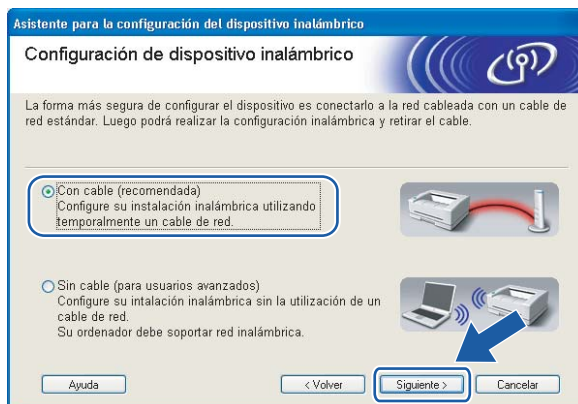 Asistente para la configuración del dispositivo inalámbrico
Configuración de dispositivo inalámbrico
La forma más segura de configurar el dispositivo es conectarlo a la red cableada con un cable de
red estándar. Luego podrá realizar la configuración inalámbrica y retirar el cable.
Con cable (recomendada)
Configure su instalación inalámbrica utilizando
temporalmente un cable de red.
Sin cable (para usuarios avanzados)
Configure su intalación inalámbrica sin la utilización de un
cable de red.
Su ordenador debe soportar red inalámbrica.
Ayuda
< Volver
Siguiente >
Cancelar